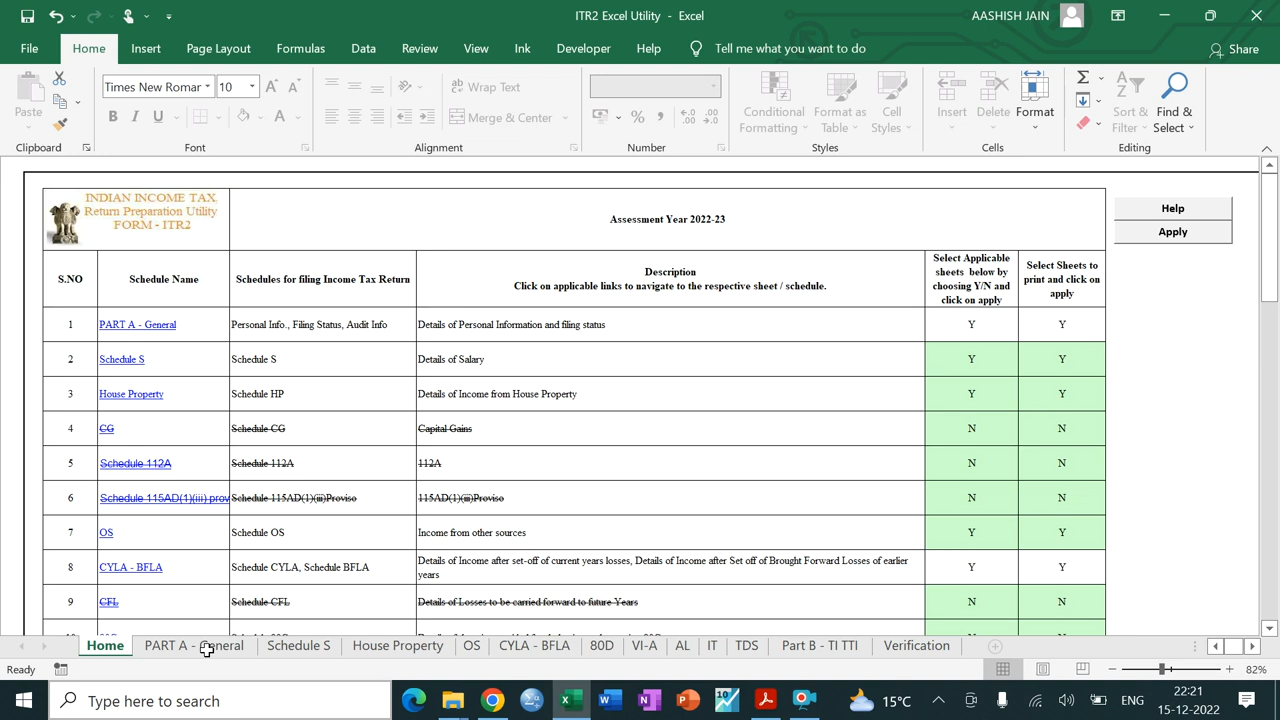 ITR2 Excel Utility - Excel
AASHISH JAIN
File Home Insert Page Layout Formulas Data Review View Ink Developer Help Tell me what you want to do Share
Times New Romar 10
Paste
Wrap Text
Merge & Center
Conditional Formatting
Format as Table
Cell Styles
Insert Delete Format
Sort & Filter
Find & Select
Clipboard Font Alignment Number Styles Cells Editing
INDIAN INCOME TAX
Return Preparation Utility
FORM - ITR2
Assessment Year 2022-23
Help
Apply
S.NO
Schedule Name
Schedules for filing Income Tax Return
Description
Click on applicable links to navigate to the respective sheet / schedule.
Select Applicable
sheets below by
choosing Y/N and
click on apply
Select Sheets to
print and click on
apply
1 PART A - General Personal Info., Filing Status, Audit Info Details of Personal Information and filing status Y Y
2 Schedule S Schedule S Details of Salary Y Y
3 House Property Schedule HP Details of Income from House Property Y Y
4 CG Schedule CG Capital Gains N N
5 Schedule 112A Schedule 112A 112A N N
6 Schedule 115AD(1)(iii) prov Schedule 115AD(1)(iii)Proviso 115AD(1)(iii)Proviso N N
7 OS Schedule OS Income from other sources Y Y
8 CYLA - BFLA Schedule CYLA, Schedule BFLA Details of Income after set-off of current years losses, Details of Income after Set off of Brought Forward Losses of earlier
years Y Y
9 CFL Schedule CFL Details of Losses to be carried forward to future Years N N
Home PART A - General Schedule S House Property OS CYLA - BFLA 80D VI-A AL IT TDS Part B - TI TTI Verification
Ready 82%
Type here to search
15°C ENG
22:21
15-12-2022